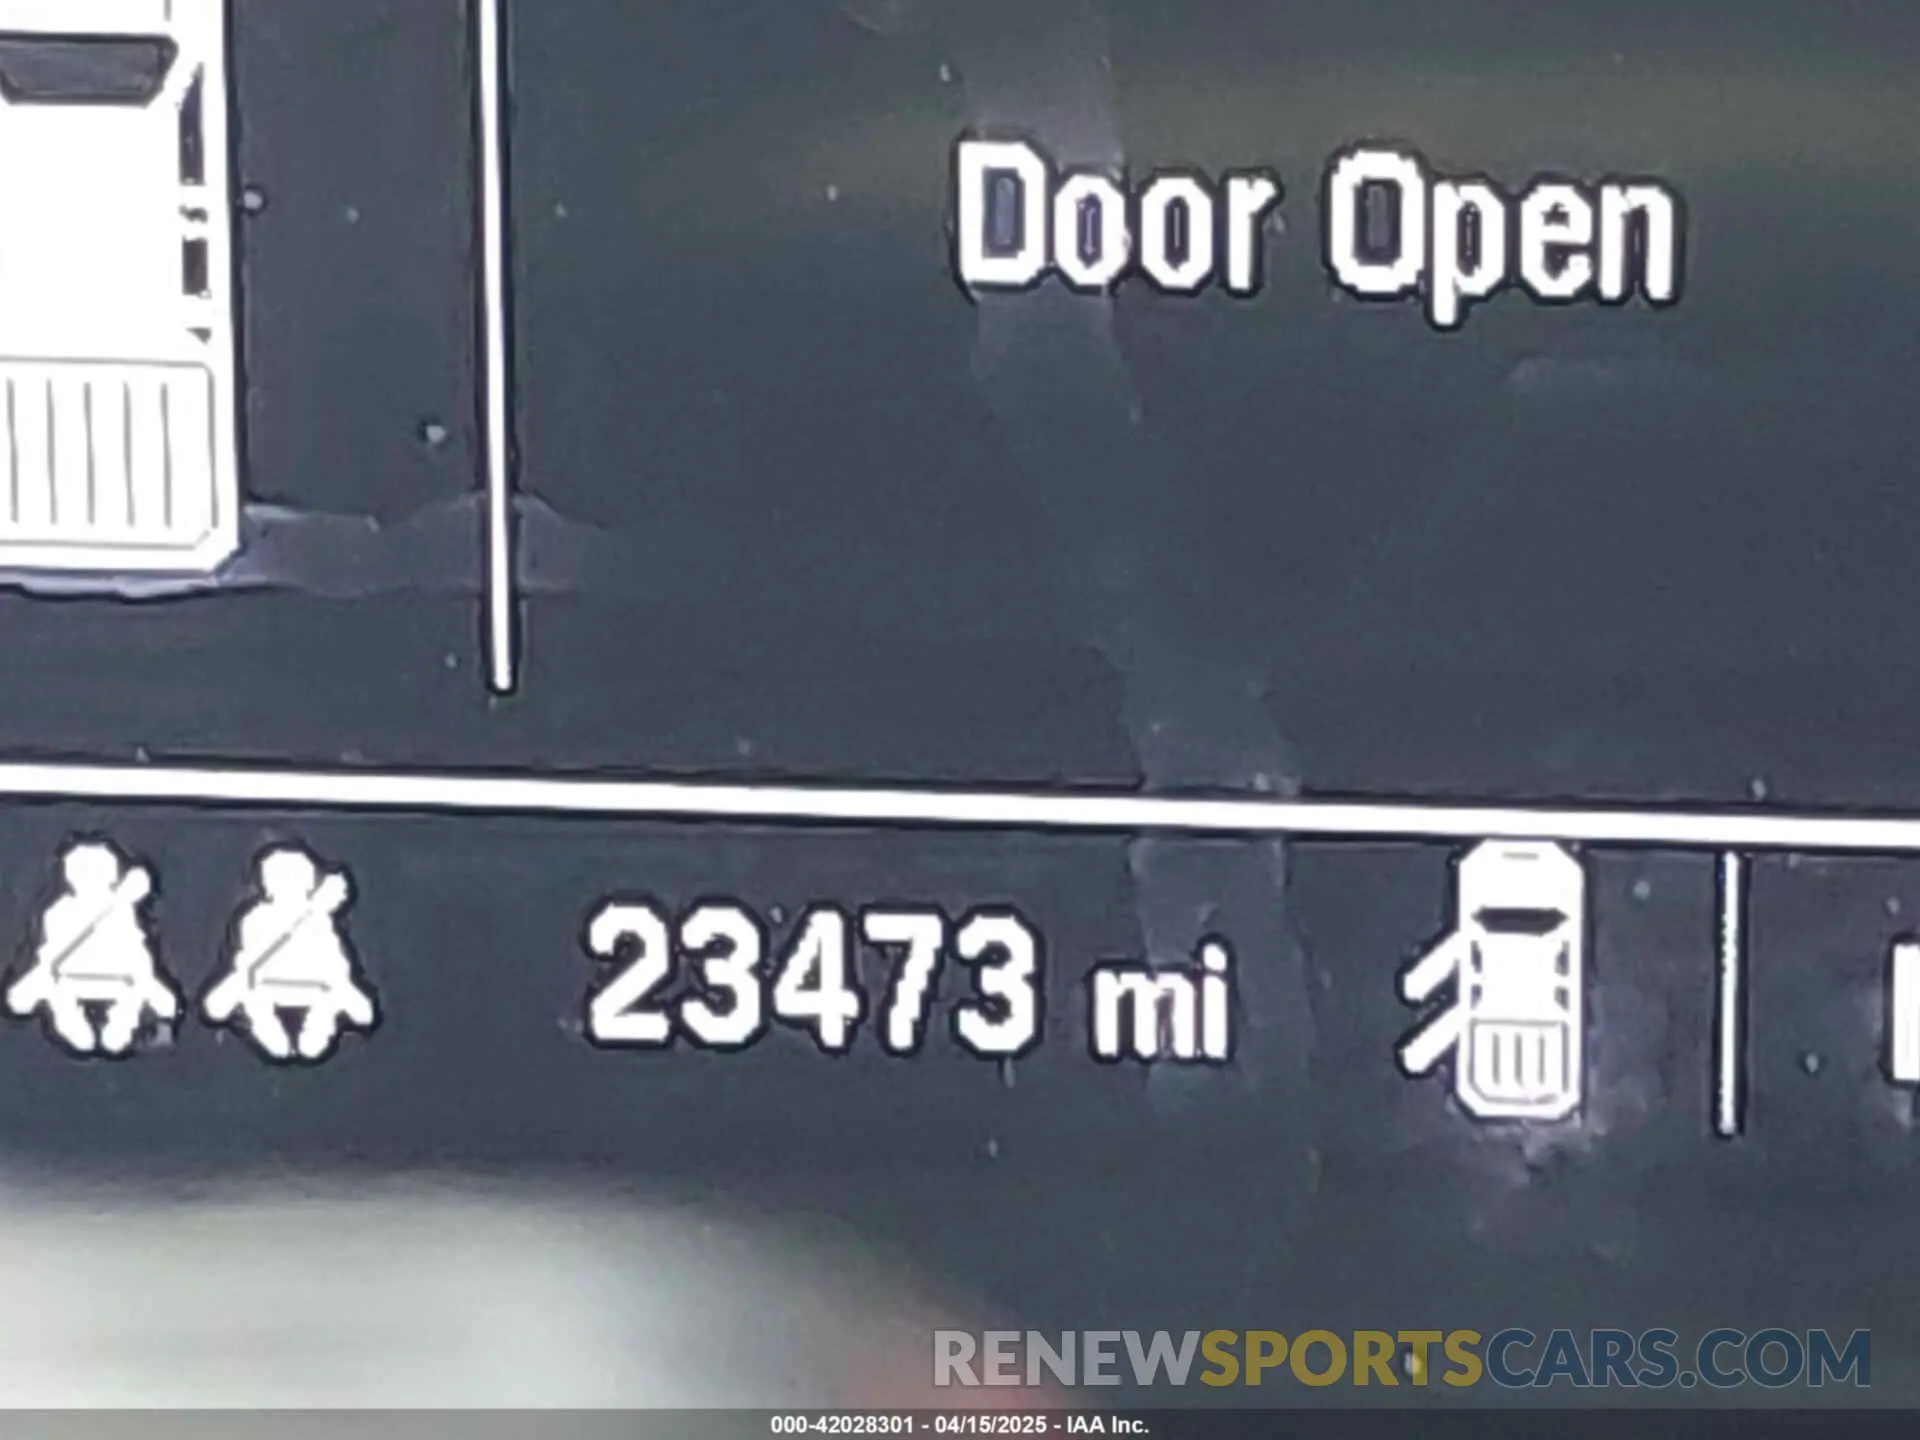 Door Open
23473 mi
RENEWSPORTSCARS.COM
000-42028301 - 04/15/2025 - IAA Inc.